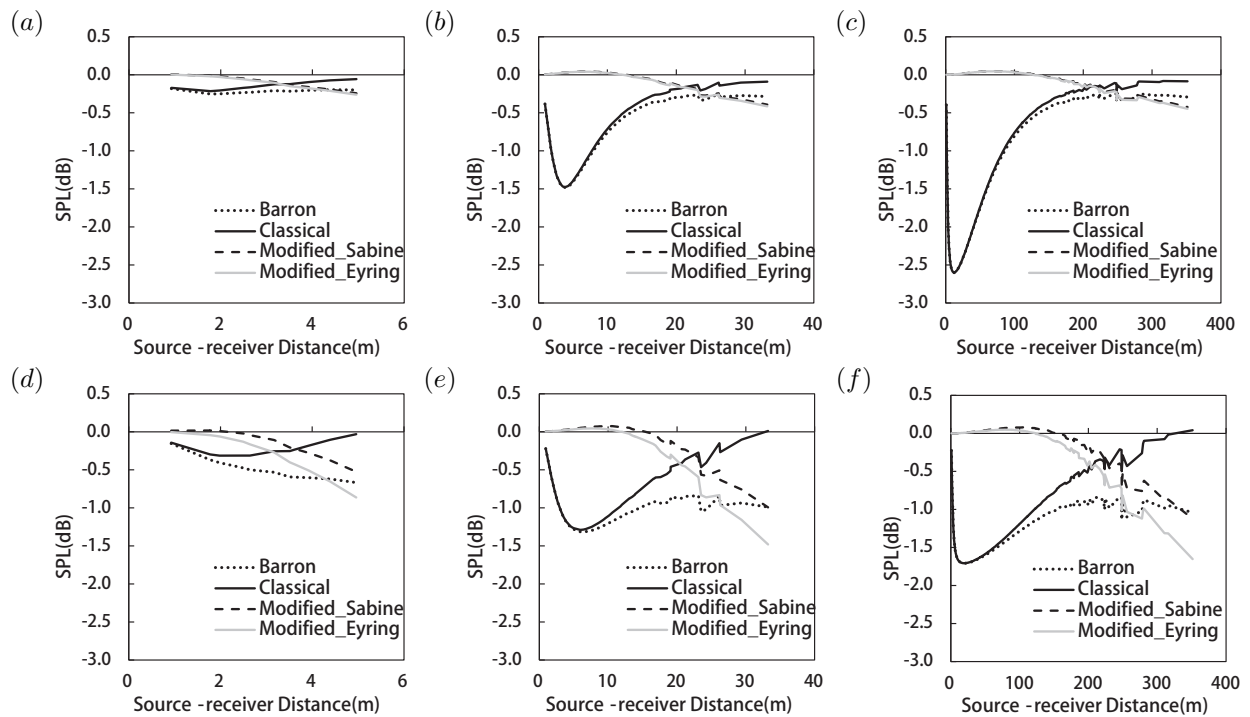 (a)
0.5
0.0
-0.5
-1.0
-1.5
-2.0
-2.5
-3.0
SPL(dB)
Barron
Classical
Modified_Sabine
Modified_Eyring
0 2 4 6
Source -receiver Distance(m)
(b)
0.5
0.0
-0.5
-1.0
-1.5
-2.0
-2.5
-3.0
SPL(dB)
Barron
Classical
Modified_Sabine
Modified_Eyring
0 10 20 30 40
Source -receiver Distance(m)
(c)
0.5
0.0
-0.5
-1.0
-1.5
-2.0
-2.5
-3.0
SPL(dB)
Barron
Classical
Modified_Sabine
Modified_Eyring
0 100 200 300 400
Source -receiver Distance(m)
(d)
0.5
0.0
-0.5
-1.0
-1.5
-2.0
-2.5
-3.0
SPL(dB)
Barron
Classical
Modified_Sabine
Modified_Eyring
0 2 4 6
Source -receiver Distance(m)
(e)
0.5
0.0
-0.5
-1.0
-1.5
-2.0
-2.5
-3.0
SPL(dB)
Barron
Classical
Modified_Sabine
Modified_Eyring
0 10 20 30 40
Source -receiver Distance(m)
(f)
0.5
0.0
-0.5
-1.0
-1.5
-2.0
-2.5
-3.0
SPL(dB)
Barron
Classical
Modified_Sabine
Modified_Eyring
0 100 200 300 400
Source -receiver Distance(m)